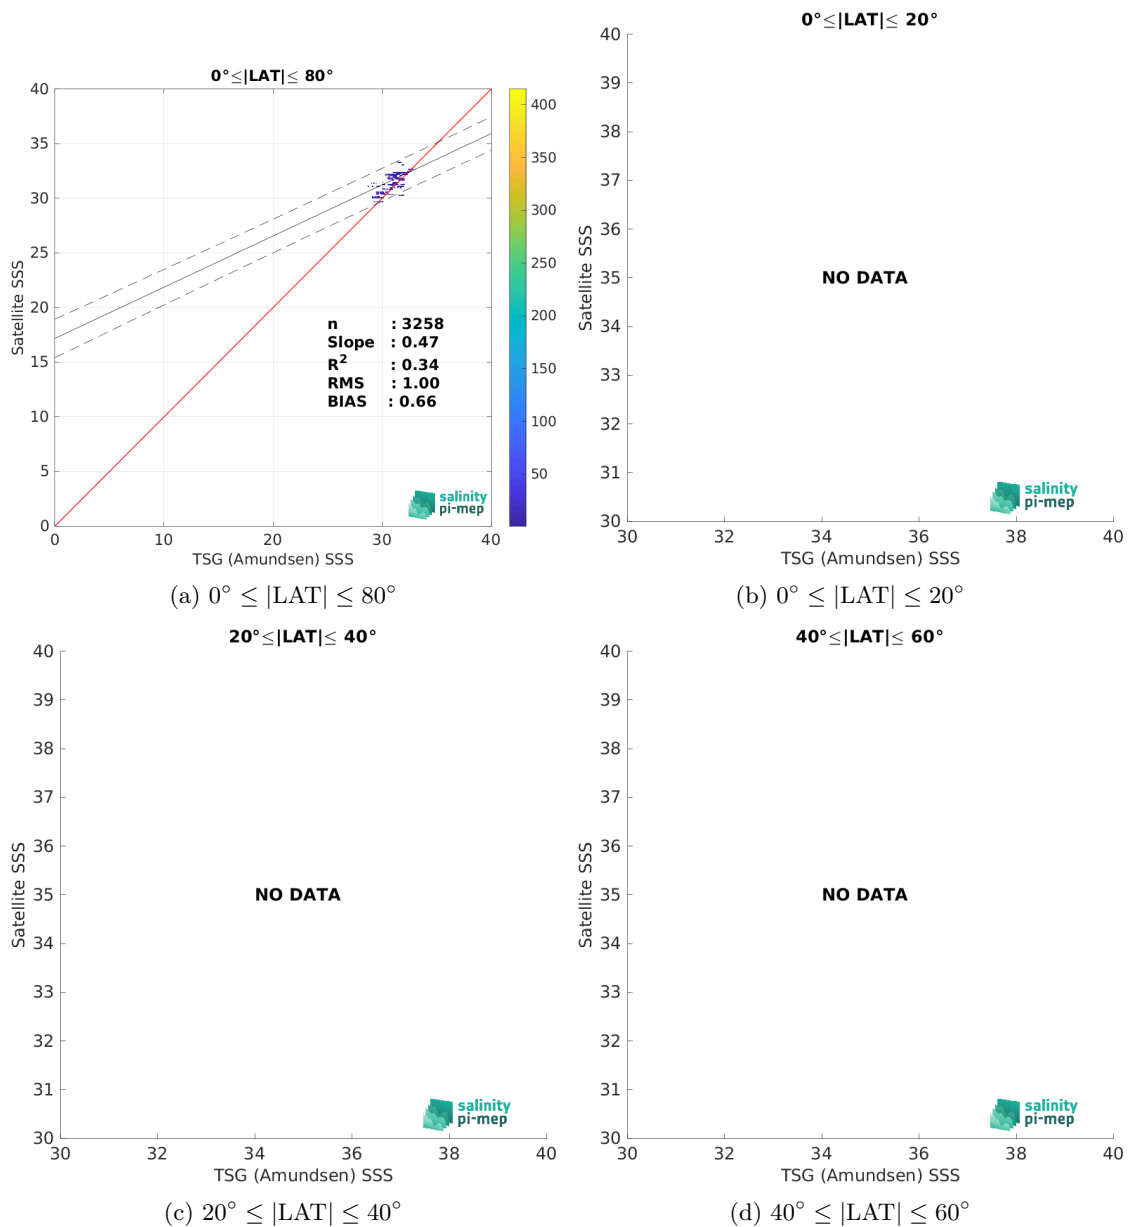 0°≤|LAT|≤ 80°
40
35
30
25
20
15
10
5
0
0
10
20
30
40
Satellite SSS
TSG (Amundsen) SSS
n : 3258
Slope : 0.47
R² : 0.34
RMS : 1.00
BIAS : 0.66
salinity
pi-mep
400
350
300
250
200
150
100
50
(a) 0° ≤ |LAT| ≤ 80°
0°≤|LAT|≤ 20°
40
39
38
37
36
35
34
33
32
31
30
30
32
34
36
38
40
Satellite SSS
NO DATA
salinity
pi-mep
TSG (Amundsen) SSS
(b) 0° ≤ |LAT| ≤ 20°
20°≤|LAT|≤ 40°
40
39
38
37
36
35
34
33
32
31
30
30
32
34
36
38
40
Satellite SSS
NO DATA
salinity
pi-mep
TSG (Amundsen) SSS
(c) 20° ≤ |LAT| ≤ 40°
40°≤|LAT|≤ 60°
40
39
38
37
36
35
34
33
32
31
30
30
32
34
36
38
40
Satellite SSS
NO DATA
salinity
pi-mep
TSG (Amundsen) SSS
(d) 40° ≤ |LAT| ≤ 60°